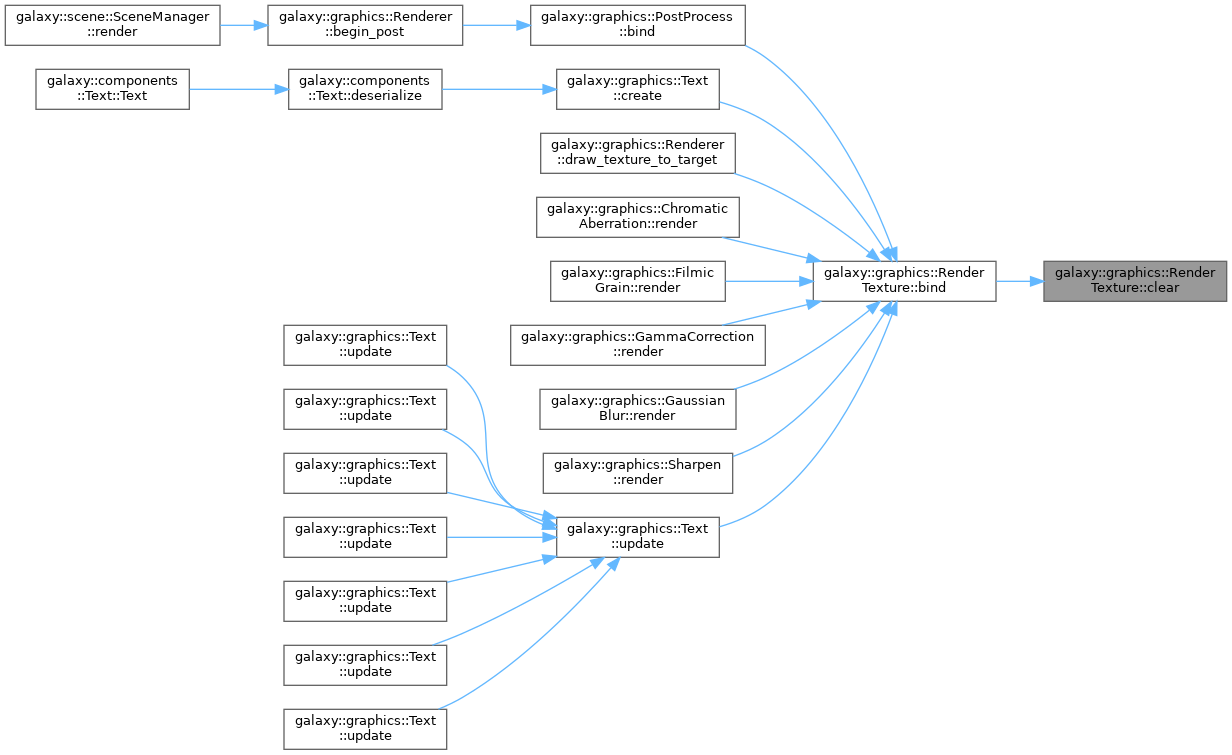 galaxy::scene::SceneManager
::render
galaxy::graphics::Renderer
::begin_post
galaxy::graphics::PostProcess
::bind
galaxy::components
::Text::Text
galaxy::components
::Text::deserialize
galaxy::graphics::Text
::create
galaxy::graphics::Renderer
::draw_texture_to_target
galaxy::graphics::Chromatic
Aberration::render
galaxy::graphics::Filmic
Grain::render
galaxy::graphics::Render
Texture::bind
galaxy::graphics::Render
Texture::clear
galaxy::graphics::GammaCorrection
::render
galaxy::graphics::Gaussian
Blur::render
galaxy::graphics::Sharpen
::render
galaxy::graphics::Text
::update
galaxy::graphics::Text
::update
galaxy::graphics::Text
::update
galaxy::graphics::Text
::update
galaxy::graphics::Text
::update
galaxy::graphics::Text
::update
galaxy::graphics::Text
::update
galaxy::graphics::Text
::update